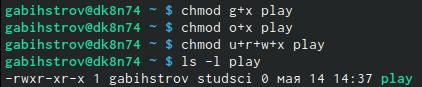 gabihstrov@dk8n74 ~ $ chmod g+x play
gabihstrov@dk8n74 ~ $ chmod o+x play
gabihstrov@dk8n74 ~ $ chmod u+r+w+x play
gabihstrov@dk8n74 ~ $ ls -l play
-rwxr-xr-x 1 gabihstrov studsci 0 мая 14 14:37 play